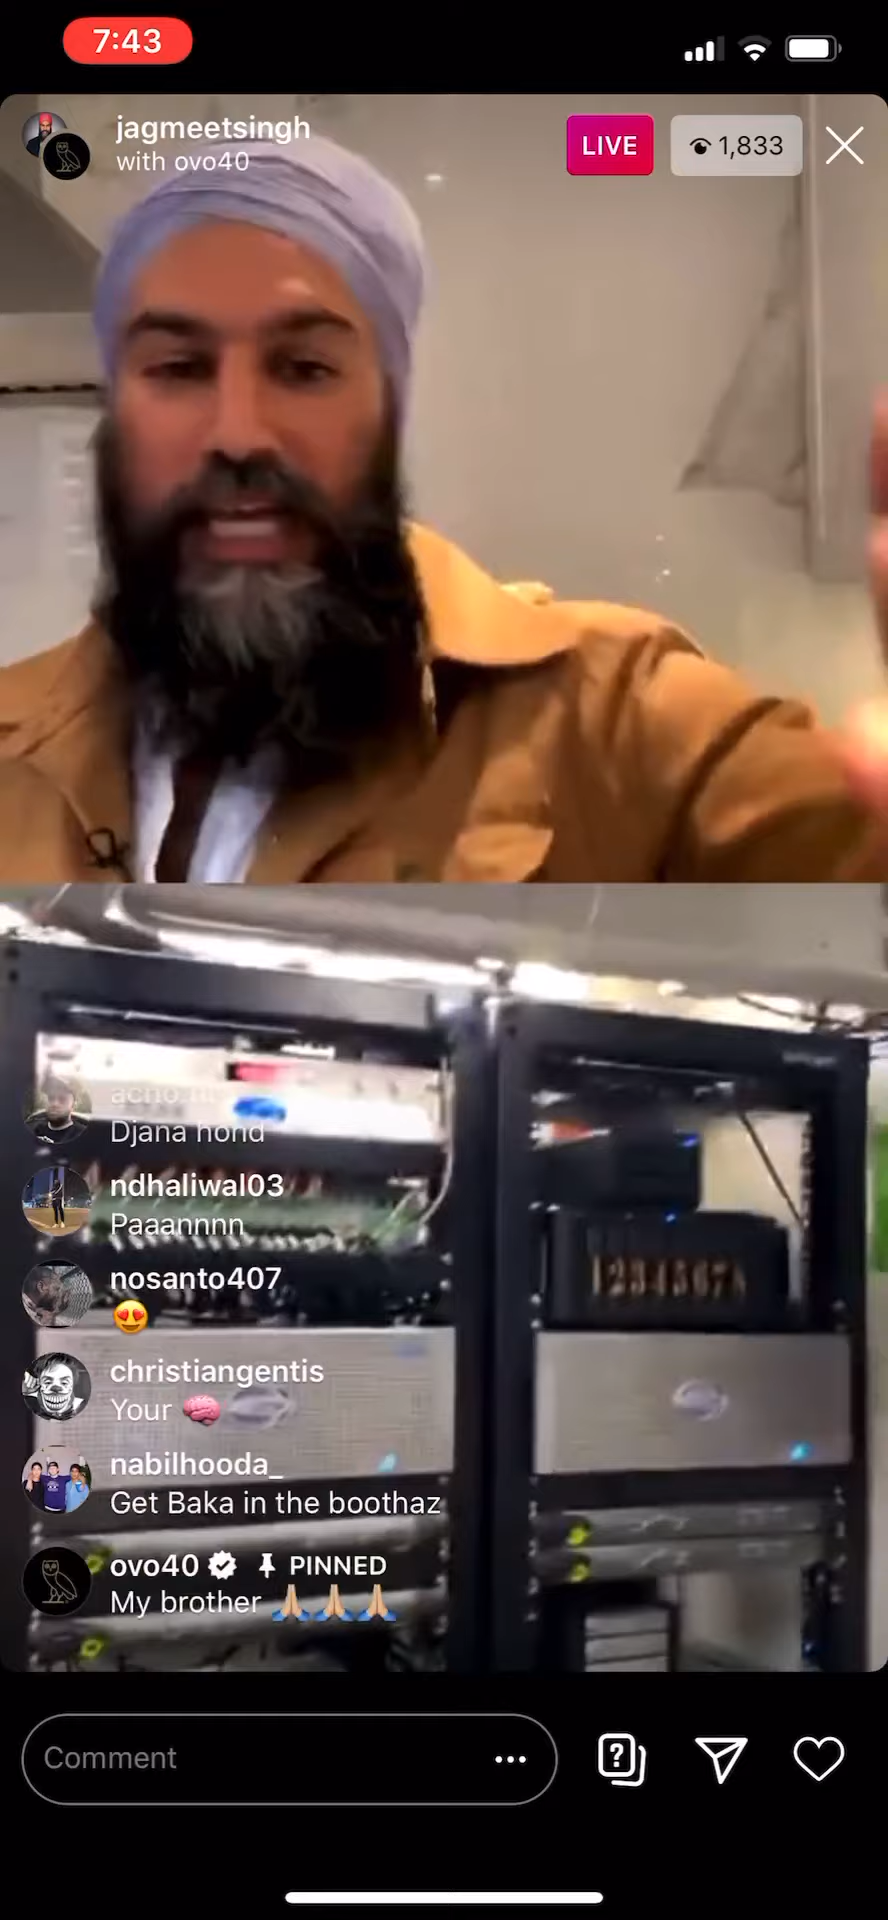 7:43
jagmeetsingh
with ovo40
LIVE
1,833
Djana hond
ndhaliwal03
Paaannnn
nosanto407
😍
christiangentis
Your 🧠
nabilhooda_
Get Baka in the boothaz
ovo40 PINNED
My brother 🙏🏼🙏🏼🙏🏼
Comment